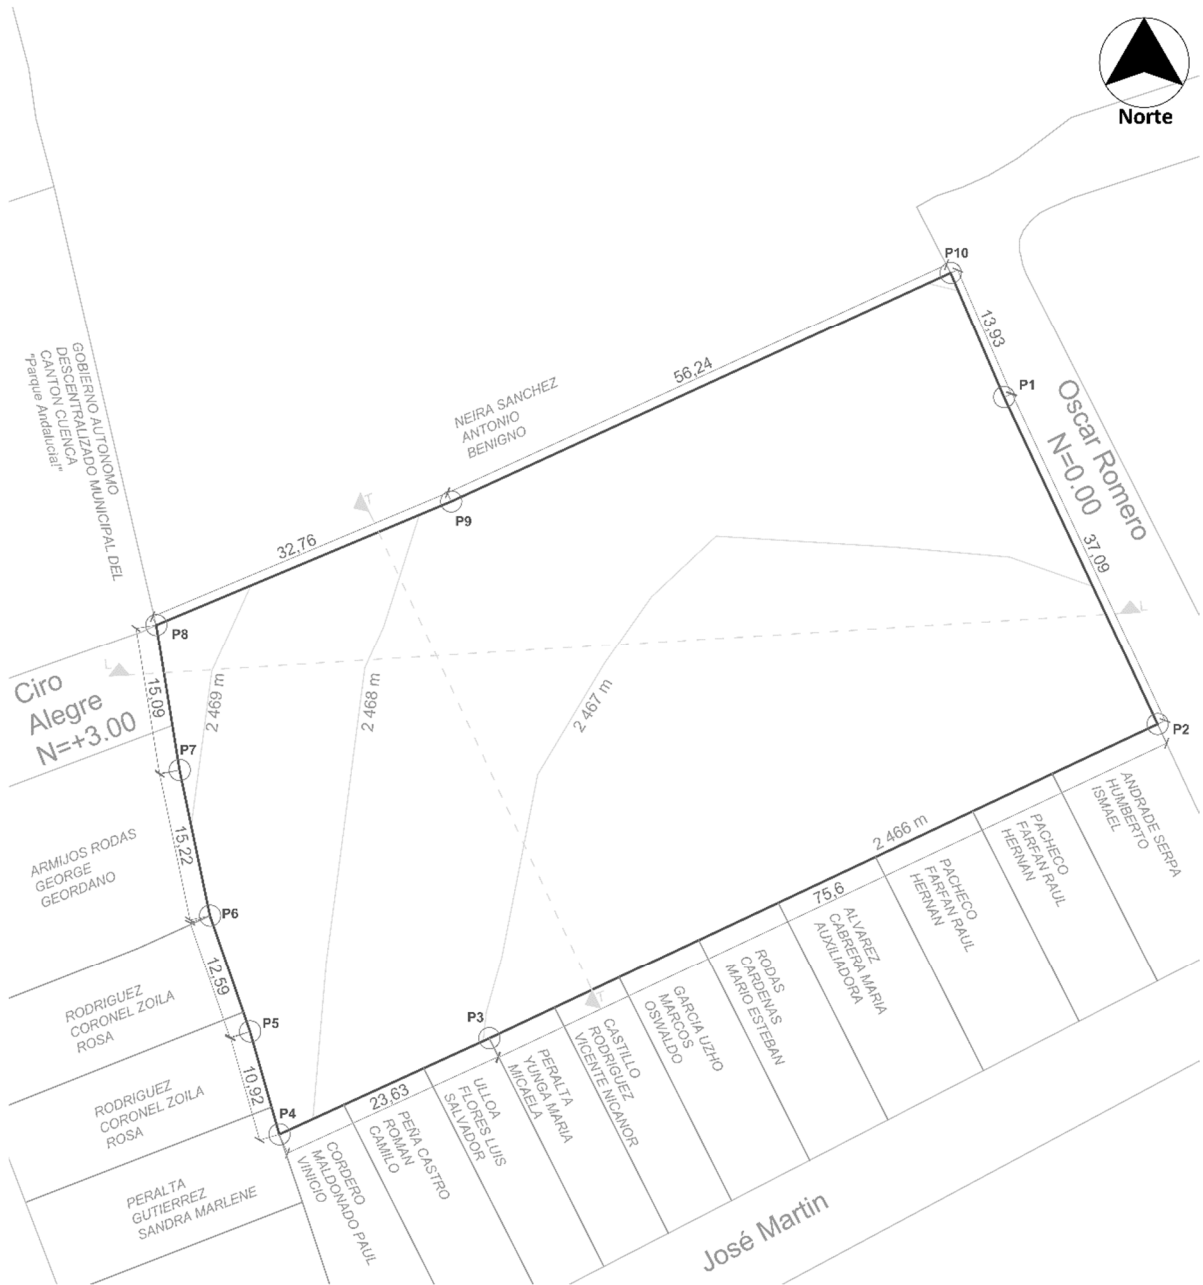 Norte
P10
13,93
56,24
P1
Oscar Romero
N=0.00
NEIRA SANCHEZ
ANTONIO
BENIGNO
GOBIERNO AUTONOMO
DESCENTRALIZADO MUNICIPAL DEL
CANTON CUENCA
"Parque Andalucia!"
P9
T
37,09
32,76
L
P8
L
Ciro
Alegre
N=+3.00
15,09
2 469 m
2 468 m
2 467 m
P2
P7
ANDRADE SERPA
HUMBERTO
ISMAEL
PACHECO
FARFAN RAUL
HERNAN
2 466 m
15,22
ARMIJOS RODAS
GEORGE
GEORDANO
PACHECO
FARFAN RAUL
HERNAN
75,6
P6
ALVAREZ
CABRERA MARIA
AUXILIADORA
12,59
RODAS
CARDENAS
MARIO ESTEBAN
RODRIGUEZ
CORONEL ZOILA
ROSA
GARCIA UZHO
MARCOS
OSWALDO
T
P5
P3
CASTILLO
RODRIGUEZ
VICENTE NICANOR
PERALTA
YUNGA MARIA
MICAELA
10,92
RODRIGUEZ
CORONEL ZOILA
ROSA
ULLOA
FLORES LUIS
SALVADOR
23,63
P4
PEÑA CASTRO
ROMAN
CAMILO
CORDERO
MALDONADO PAUL
VINICIO
PERALTA
GUTIERREZ
SANDRA MARLENE
José Martin